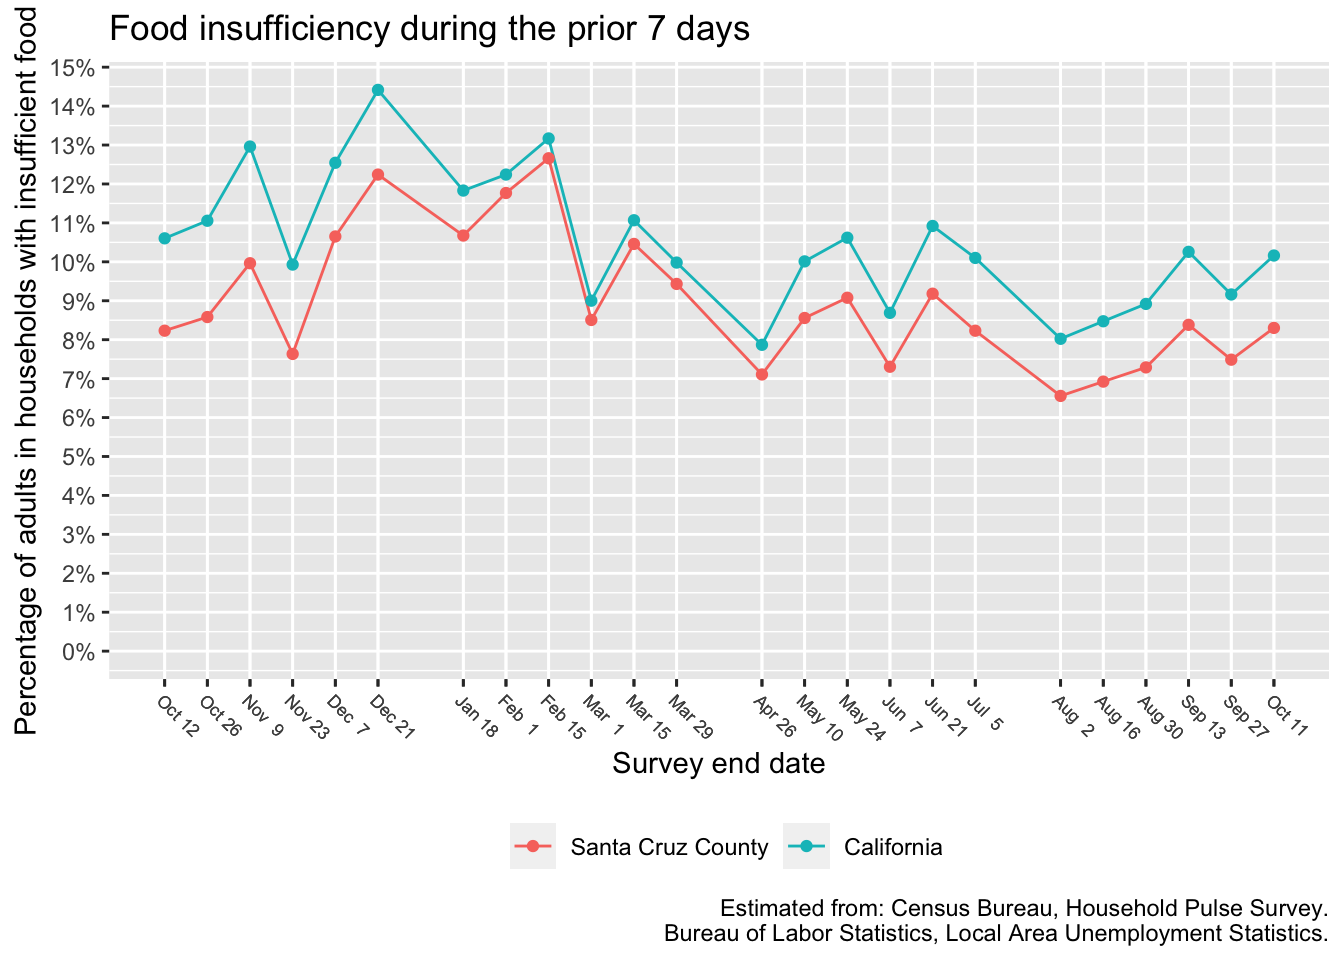 Food insufficiency during the prior 7 days
Percentage of adults in households with insufficient food
15%
14%
13%
12%
11%
10%
9%
8%
7%
6%
5%
4%
3%
2%
1%
0%
Oct 12
Oct 26
Nov 9
Nov 23
Dec 7
Dec 21
Jan 18
Feb 1
Feb 15
Mar 1
Mar 15
Mar 29
Apr 26
May 10
May 24
Jun 7
Jun 21
Jul 5
Aug 2
Aug 16
Aug 30
Sep 13
Sep 27
Oct 11
Survey end date
Santa Cruz County
California
Estimated from: Census Bureau, Household Pulse Survey.
Bureau of Labor Statistics, Local Area Unemployment Statistics.